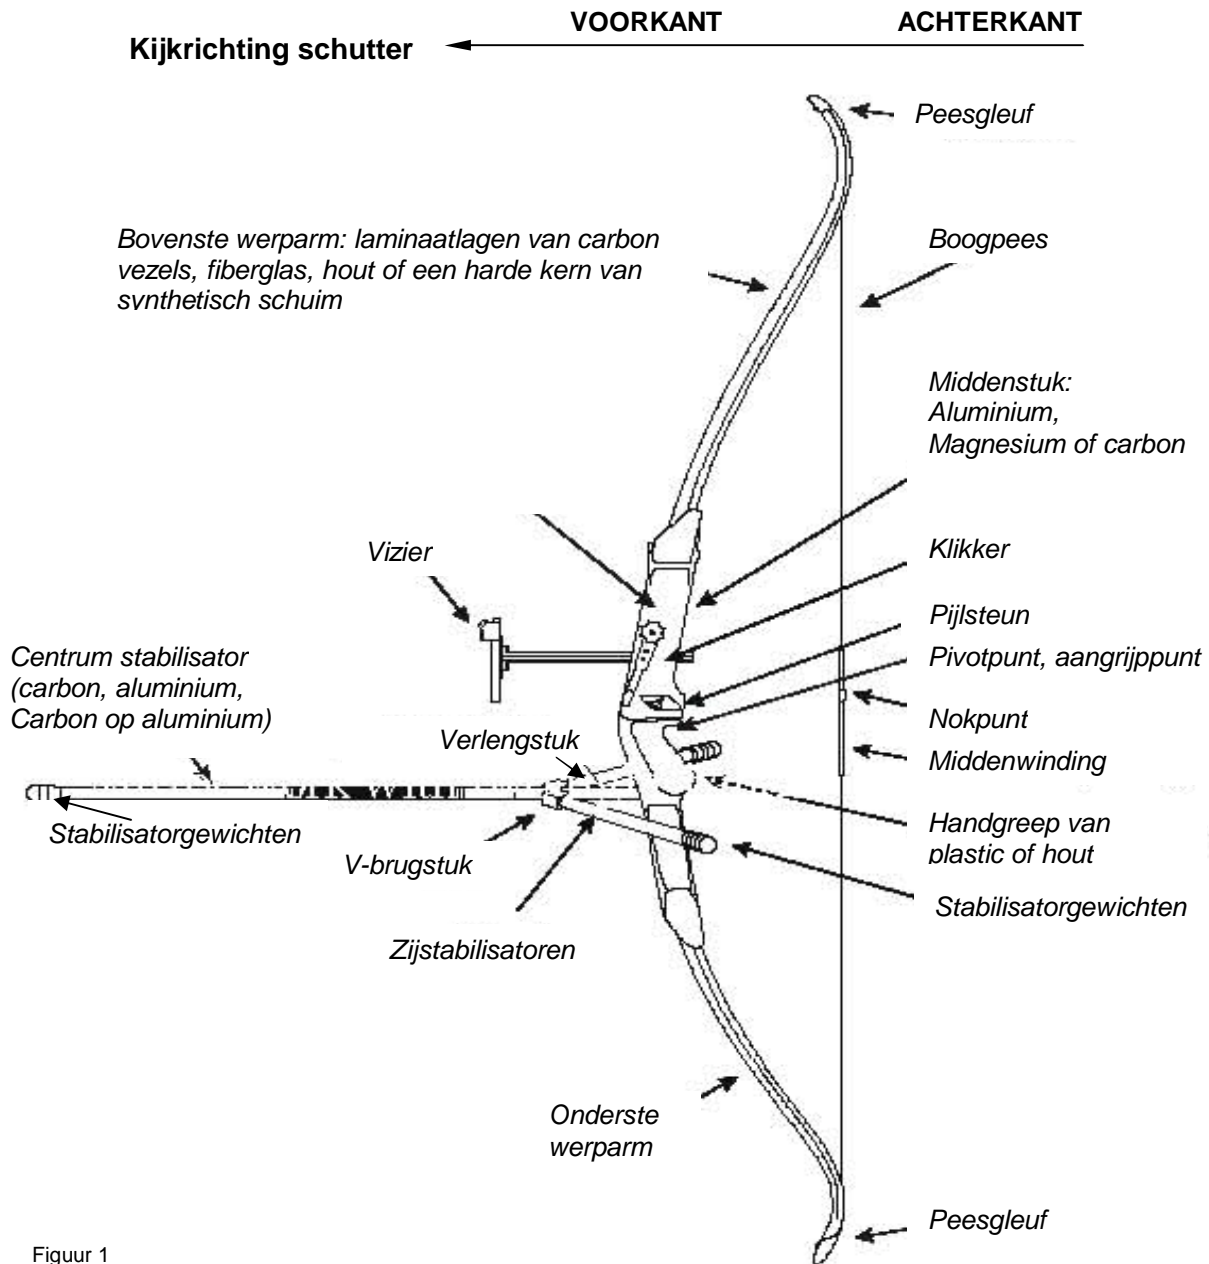 VOORKANT
ACHTERKANT
Kijkrichting schutter
Peesgleuf
Bovenste werparm: laminaatlagen van carbon
vezels, fiberglas, hout of een harde kern van
synthetisch schuim
Boogpees
Middenstuk:
Aluminium,
Magnesium of carbon
Vizier
Klikker
Pijlsteun
Centrum stabilisator
(carbon, aluminium,
Carbon op aluminium)
Pivotpunt, aangrijppunt
Nokpunt
Verlengstuk
Middenwinding
Stabilisatorgewichten
V-brugstuk
Handgreep van
plastic of hout
Zijstabilisatoren
Stabilisatorgewichten
Onderste
werparm
Peesgleuf
Figuur 1